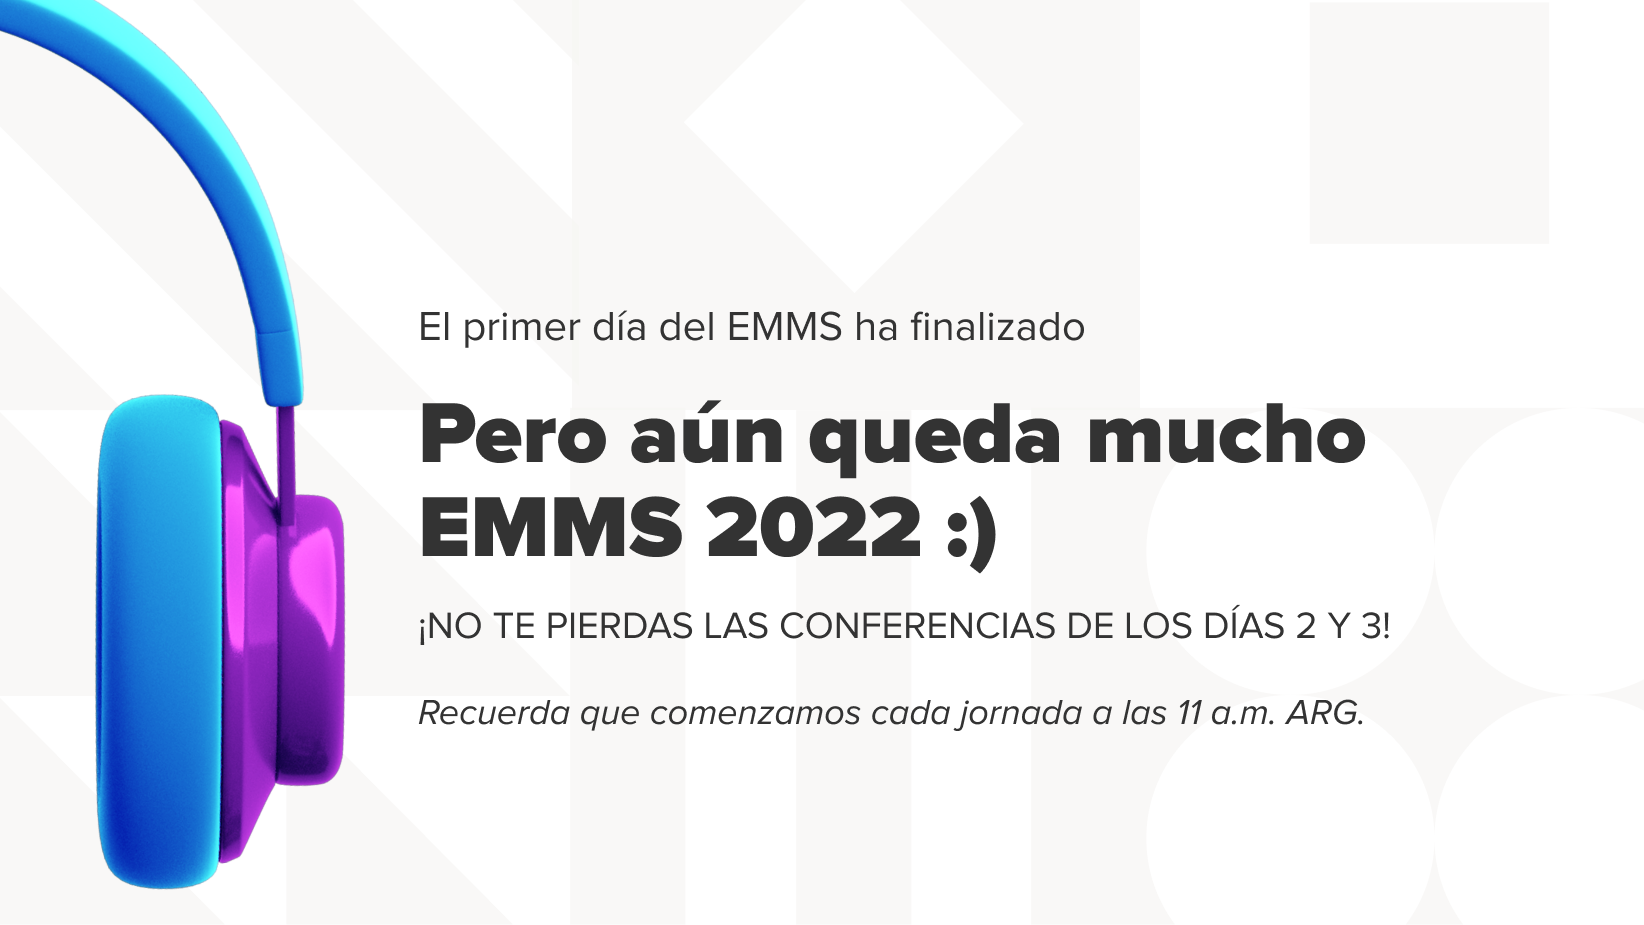 El primer día del EMMS ha finalizado
Pero aún queda mucho
EMMS 2022 :)
¡NO TE PIERDAS LAS CONFERENCIAS DE LOS DÍAS 2 Y 3!
Recuerda que comenzamos cada jornada a las 11 a.m. ARG.